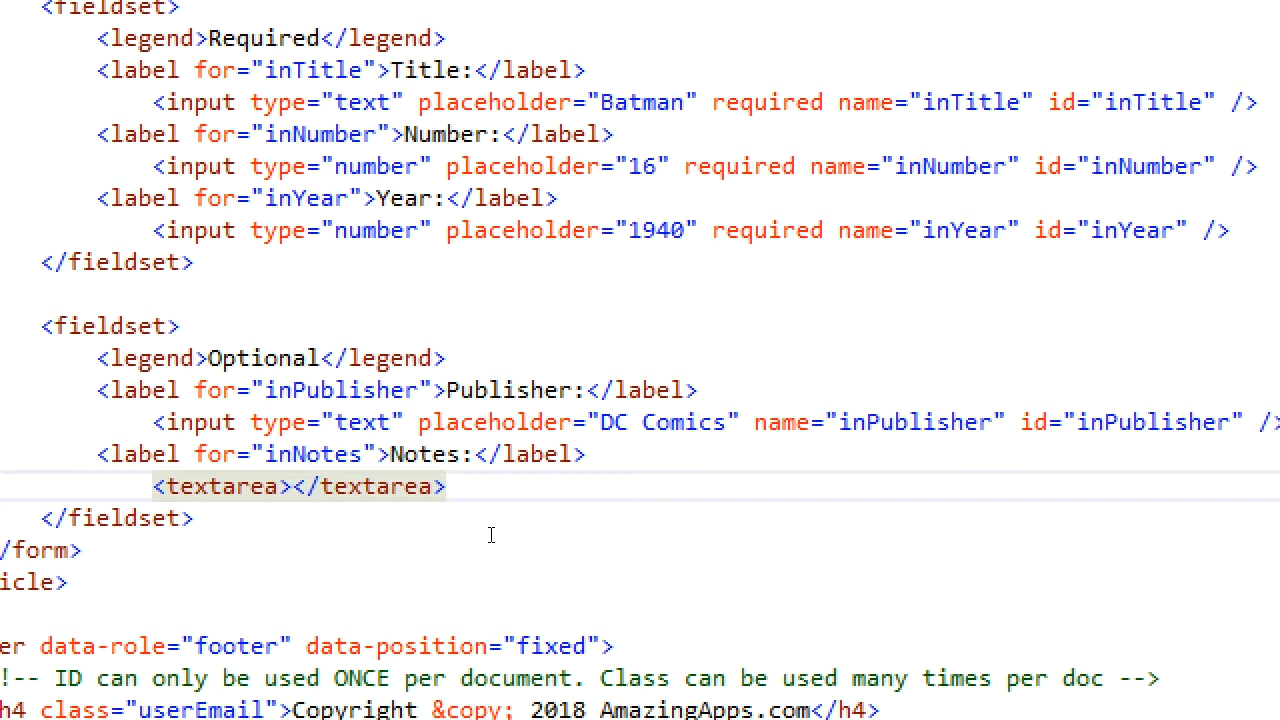 <fieldset>
<legend>Required</legend>
<label for="inTitle">Title:</label>
<input type="text" placeholder="Batman" required name="inTitle" id="inTitle" />
<label for="inNumber">Number:</label>
<input type="number" placeholder="16" required name="inNumber" id="inNumber" />
<label for="inYear">Year:</label>
<input type="number" placeholder="1940" required name="inYear" id="inYear" />
</fieldset>
<fieldset>
<legend>Optional</legend>
<label for="inPublisher">Publisher:</label>
<input type="text" placeholder="DC Comics" name="inPublisher" id="inPublisher" />
<label for="inNotes">Notes:</label>
<textarea></textarea>
</fieldset>
/form>
icle>
er data-role="footer" data-position="fixed">
!-- ID can only be used ONCE per document. Class can be used many times per doc -->
h4 class="userEmail">Copyright &copy; 2018 AmazingApps.com</h4>